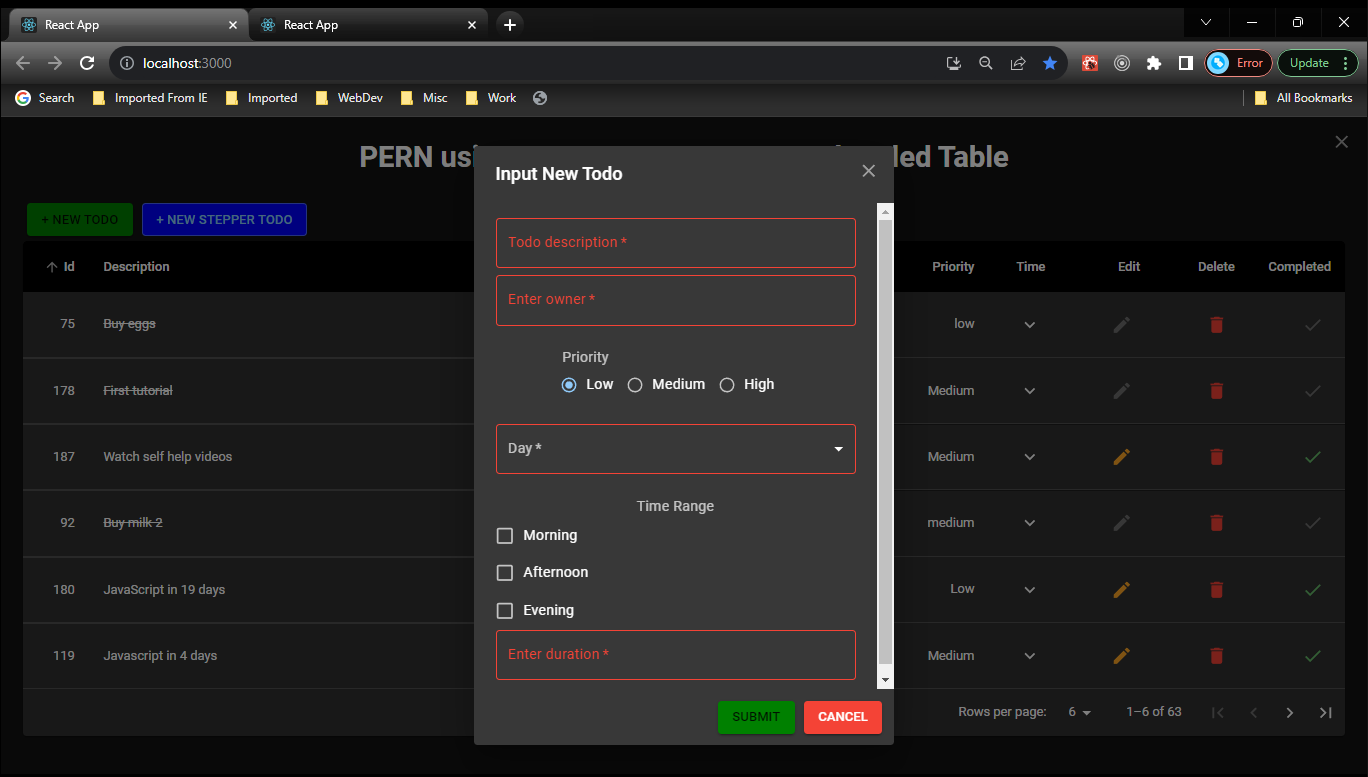 React App
React App
localhost:3000
Error
Update
Search
Imported From IE
Imported
WebDev
Misc
Work
All Bookmarks
PERN
Table
Input New Todo
+ NEW TODO
+ NEW STEPPER TODO
Todo description *
Enter owner *
Priority
Low Medium High
Day *
Time Range
Morning
Afternoon
Evening
Enter duration *
SUBMIT CANCEL
Id Description Priority Time Edit Delete Completed
75 Buy eggs low
178 First tutorial Medium
187 Watch self help videos Medium
92 Buy milk 2 medium
180 JavaScript in 19 days Low
119 Javascript in 4 days Medium
Rows per page: 6 1–6 of 63